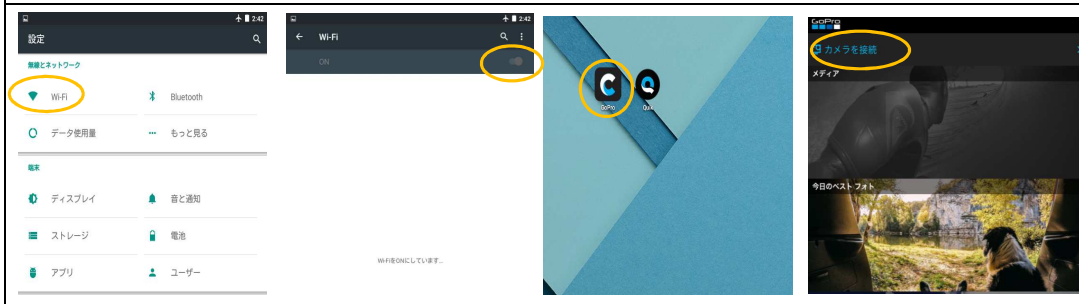 2:42
設定
無線とネットワーク
Wi-Fi
Bluetooth
データ使用量
もっと見る
端末
ディスプレイ
音と通知
ストレージ
電池
アプリ
ユーザー
2:42
Wi-Fi
ON
Wi-FiをONにしています...
GoPro
Quik
GoPro
カメラを接続
メディア
今日のベスト フォト